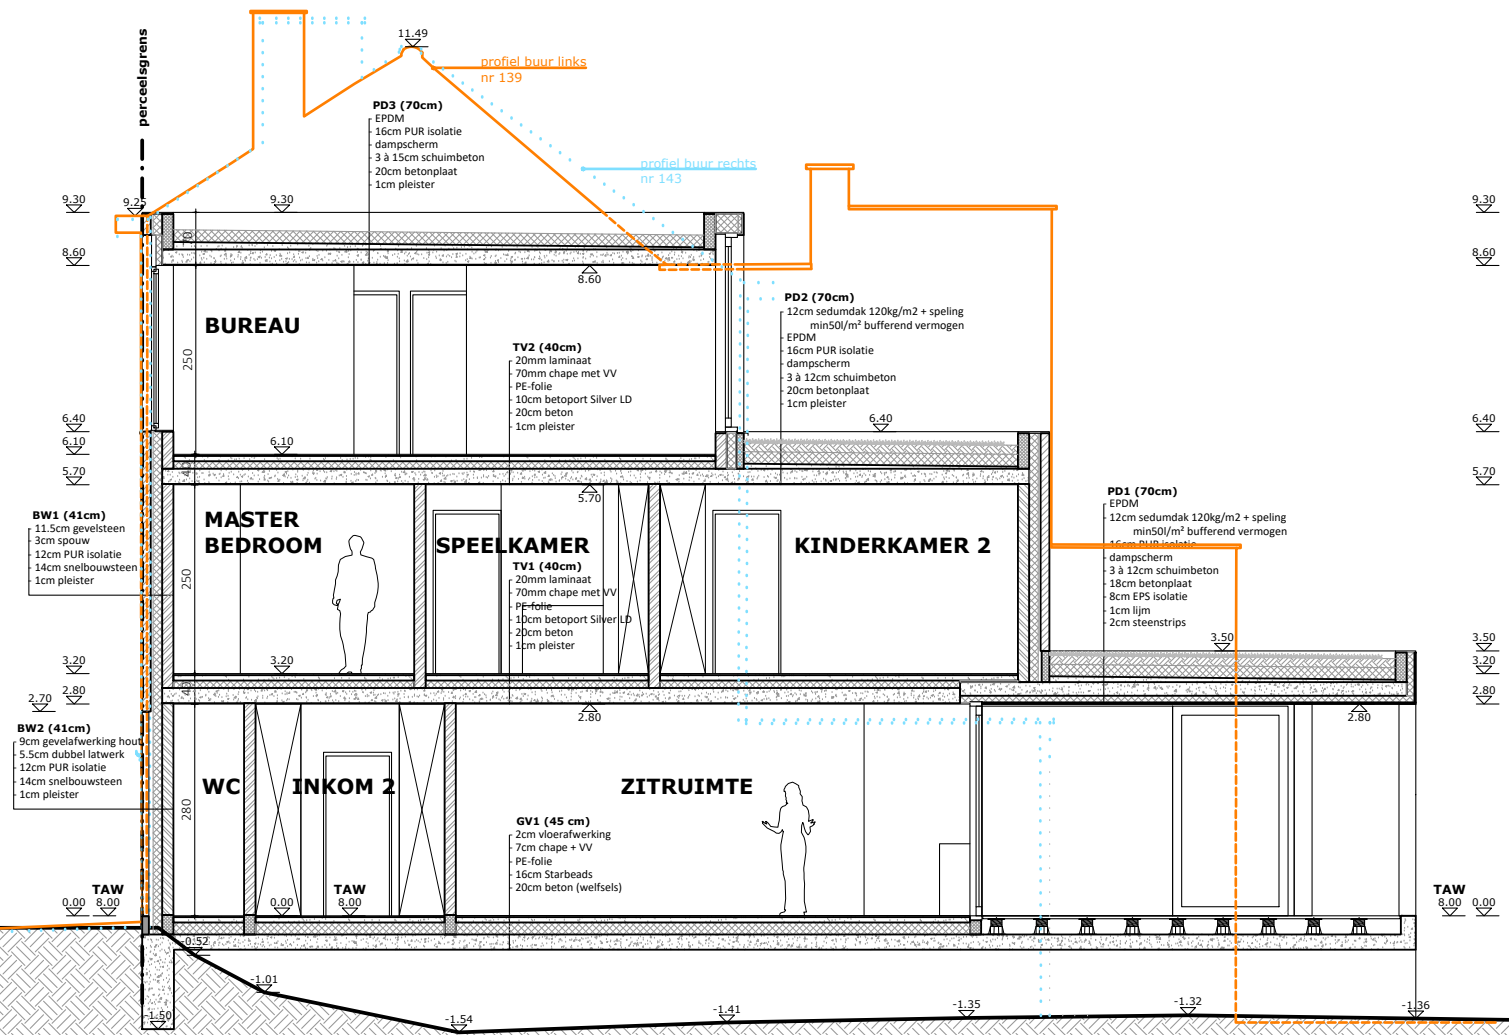 perceelsgrens
11.49
profiel buur links
nr 139
PD3 (70cm)
EPDM
16cm PUR isolatie
dampscherm
3 à 15cm schuimbeton
20cm betonplaat
1cm pleister
profiel buur rechts
nr 143
9.30
9.25
9.30
9.30
70
8.60
8.60
8.60
PD2 (70cm)
12cm sedumdak 120kg/m2 + speling
min50l/m² bufferend vermogen
EPDM
16cm PUR isolatie
dampscherm
3 à 12cm schuimbeton
20cm betonplaat
1cm pleister
BUREAU
250
TV2 (40cm)
20mm laminaat
70mm chape met VV
PE-folie
10cm betoport Silver LD
20cm beton
1cm pleister
6.40
6.40
6.40
6.10
6.10
40
5.70
5.70
5.70
PD1 (70cm)
EPDM
12cm sedumdak 120kg/m2 + speling
min50l/m² bufferend vermogen
16cm PUR isolatie
dampscherm
3 à 12cm schuimbeton
18cm betonplaat
8cm EPS isolatie
1cm lijm
2cm steenstrips
BW1 (41cm)
11.5cm gevelsteen
3cm spouw
12cm PUR isolatie
14cm snelbouwsteen
1cm pleister
MASTER
BEDROOM
SPEELKAMER
KINDERKAMER 2
250
TV1 (40cm)
20mm laminaat
70mm chape met VV
PE-folie
10cm betoport Silver LD
20cm beton
1cm pleister
3.50
3.50
3.20
3.20
3.20
40
2.70
2.80
2.80
2.80
2.80
BW2 (41cm)
9cm gevelafwerking hout
5.5cm dubbel latwerk
12cm PUR isolatie
14cm snelbouwsteen
1cm pleister
WC
INKOM 2
ZITRUIMTE
280
GV1 (45 cm)
2cm vloerafwerking
7cm chape + VV
PE-folie
16cm Starbeads
20cm beton (welfsels)
TAW
0.00
8.00
TAW
0.00
8.00
TAW
8.00
0.00
-0.52
-1.01
-1.50
-1.54
-1.41
-1.35
-1.32
-1.36